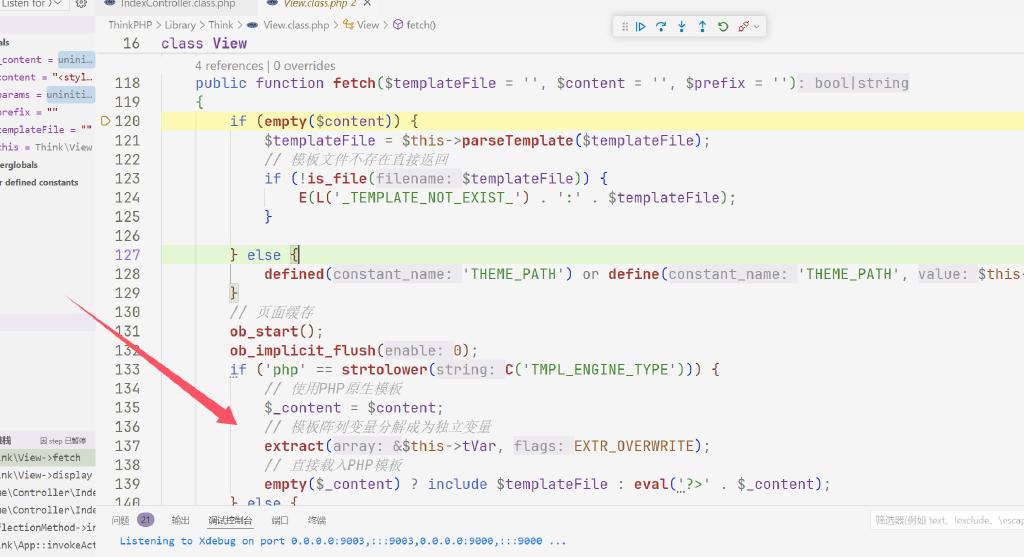 Listen for
IndexController.class.php
View.class.php 2
ThinkPHP > Library > Think > View.class.php > View > fetch()
16 class View
als
_content = unini...
content = "<styl...
params = uniniti...
prefix = ""
templateFile = ""
this = Think\View
erglobals
r defined constants
4 references | 0 overrides
118 public function fetch($templateFile = '', $content = '', $prefix = ''): bool|string
119 {
120 if (empty($content)) {
121 $templateFile = $this->parseTemplate($templateFile);
122 // 模板文件不存在直接返回
123 if (!is_file(filename: $templateFile)) {
124 E(L('_TEMPLATE_NOT_EXIST_') . ':' . $templateFile);
125 }
126
127 } else {
128 defined(constant_name: 'THEME_PATH') or define(constant_name: 'THEME_PATH', value: $this-
129 }
130 // 页面缓存
131 ob_start();
132 ob_implicit_flush(enable: 0);
133 if ('php' == strtolower(string: C('TMPL_ENGINE_TYPE'))) {
134 // 使用PHP原生模板
135 $_content = $content;
136 // 模板阵列变量分解成为独立变量
137 extract(array: &$this->tVar, flags: EXTR_OVERWRITE);
138 // 直接载入PHP模板
139 empty($_content) ? include $templateFile : eval('?>' . $_content);
140 } else {
因 step 已暂停
nk\View->fetch
nk\View->display
e\Controller\Inde
e\Controller\Inde
flectionMethod->in
nk\App::invokeAct
问题 21 输出 调试控制台 端口 终端
筛选器(例如 text、!exclude、\escap
Listening to Xdebug on port 0.0.0.0:9003,:::9003,0.0.0.0:9000,:::9000 ...